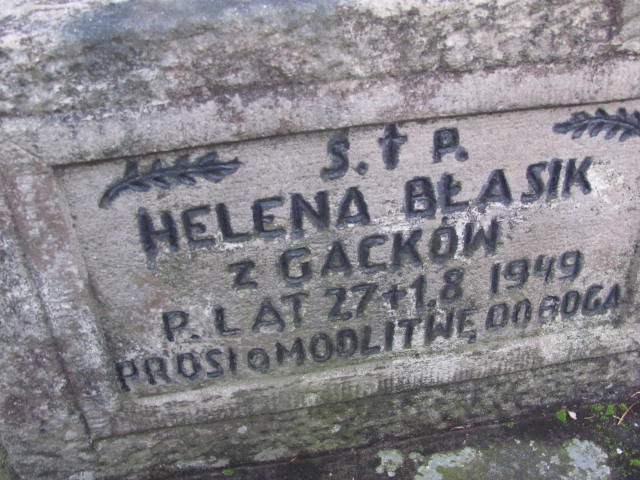 S. † P.
HELENA BŁASIK
z GACKÓW
P. LAT 27 + 1.8 1949
PROSI O MODLITWĘ DO BOGA